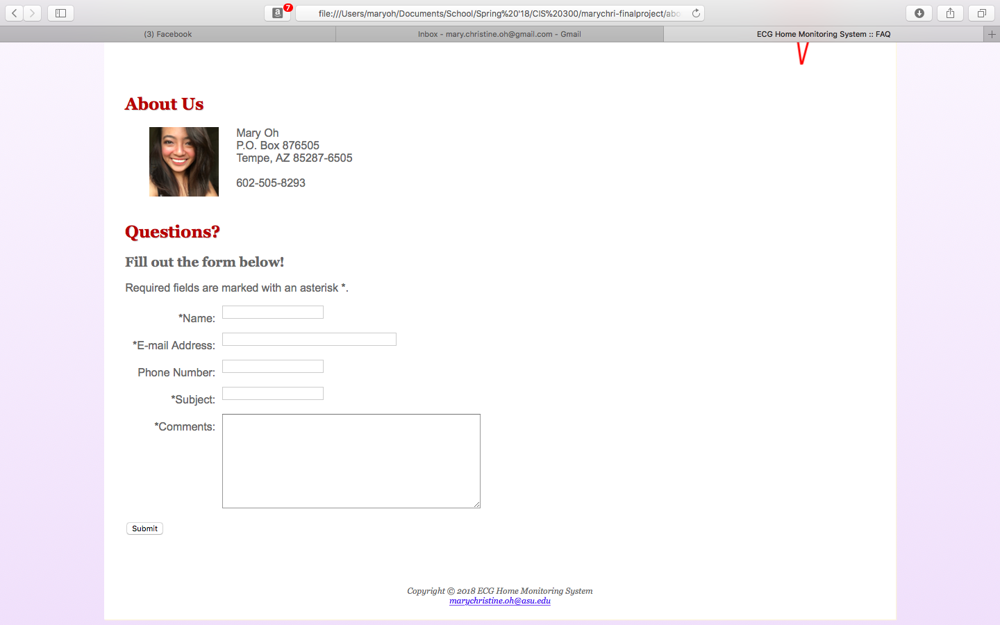 7
file:///Users/maryoh/Documents/School/Spring%20'18/CIS%20300/marychri-finalproject/abo
(3) Facebook
Inbox - mary.christine.oh@gmail.com - Gmail
ECG Home Monitoring System :: FAQ
About Us
Mary Oh
P.O. Box 876505
Tempe, AZ 85287-6505
602-505-8293
Questions?
Fill out the form below!
Required fields are marked with an asterisk *.
*Name:
*E-mail Address:
Phone Number:
*Subject:
*Comments:
Submit
Copyright © 2018 ECG Home Monitoring System
marychristine.oh@asu.edu